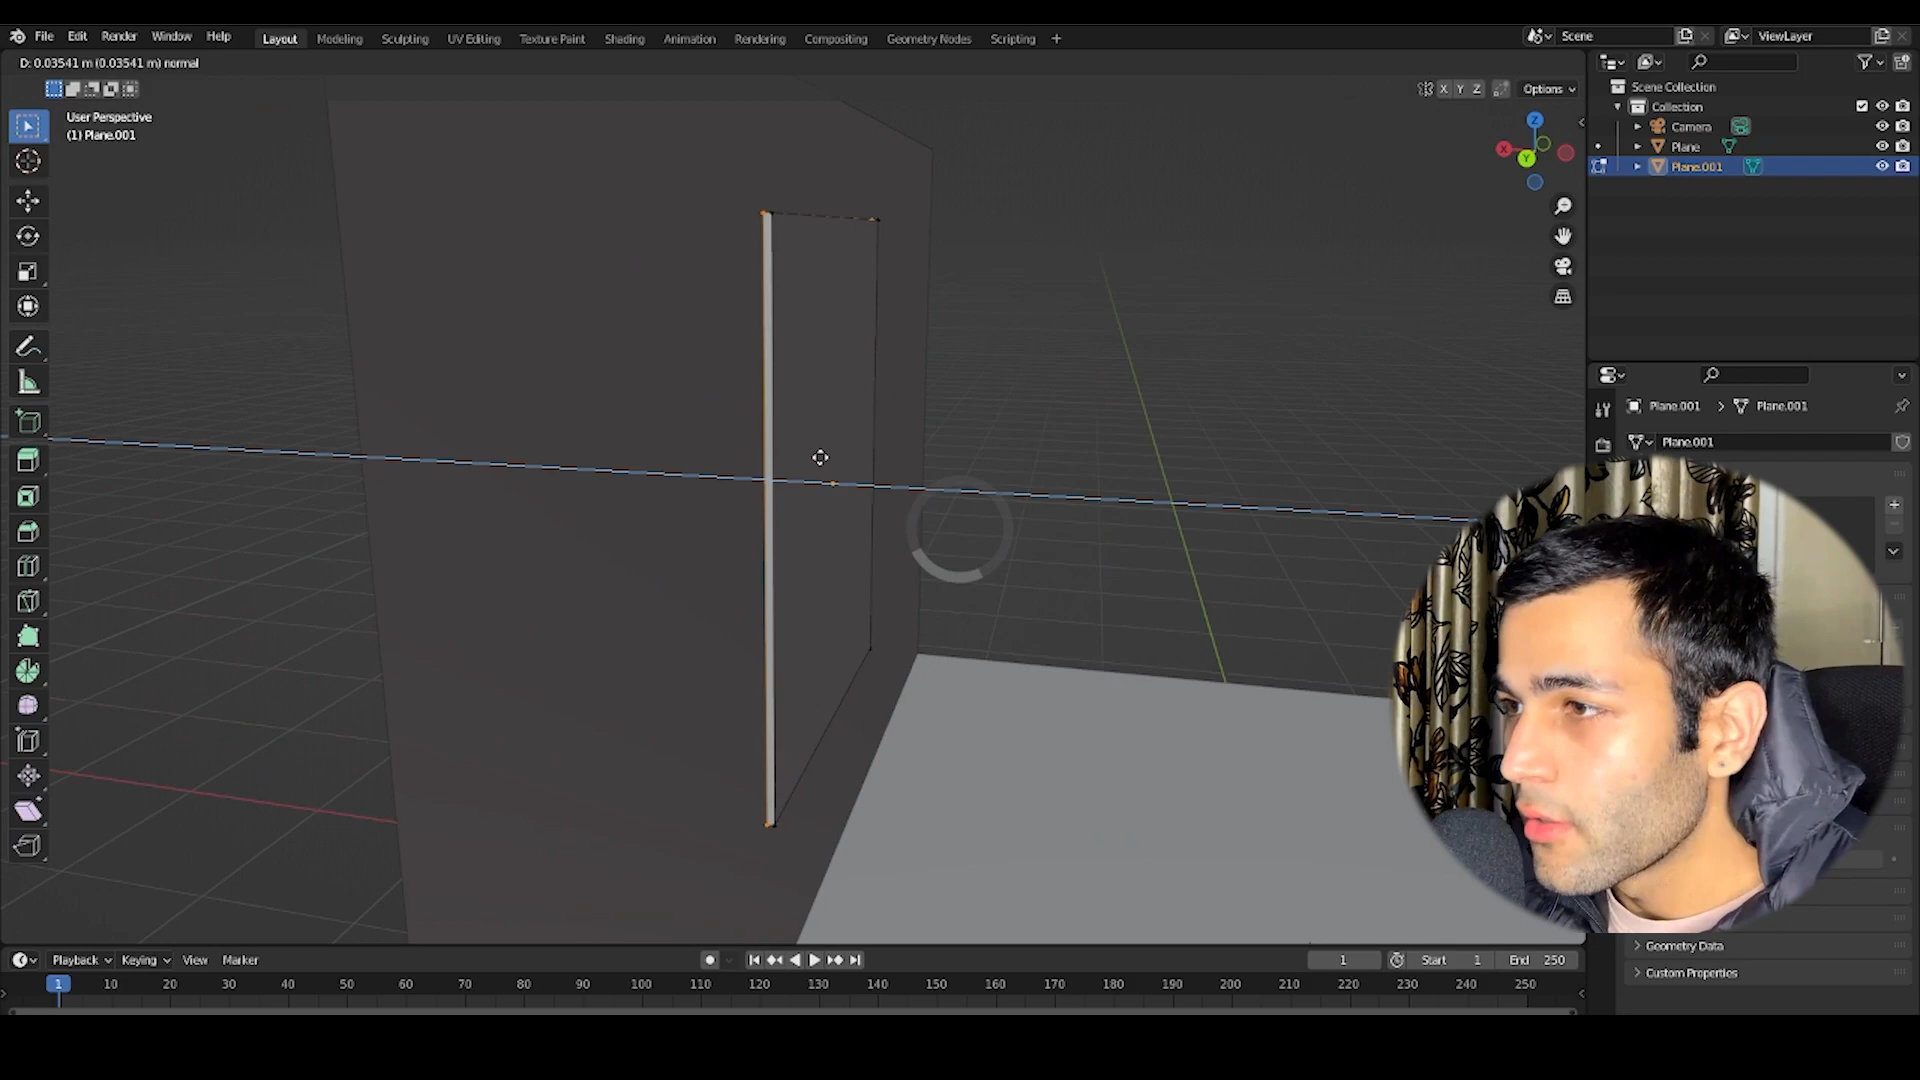 File Edit Render Window Help Layout Modeling Sculpting UV Editing Texture Paint Shading Animation Rendering Compositing Geometry Nodes Scripting + Scene ViewLayer
D: 0.03541 m (0.03541 m) normal
X Y Z Options
User Perspective
(1) Plane.001
Z
X
Y
Scene Collection
Collection
Camera
Plane
Plane.001
Plane.001 > Plane.001
Plane.001
Geometry Data
Custom Properties
Playback Keying View Marker 1 Start 1 End 250
1 10 20 30 40 50 60 70 80 90 100 110 120 130 140 150 160 170 180 190 200 210 220 230 240 250